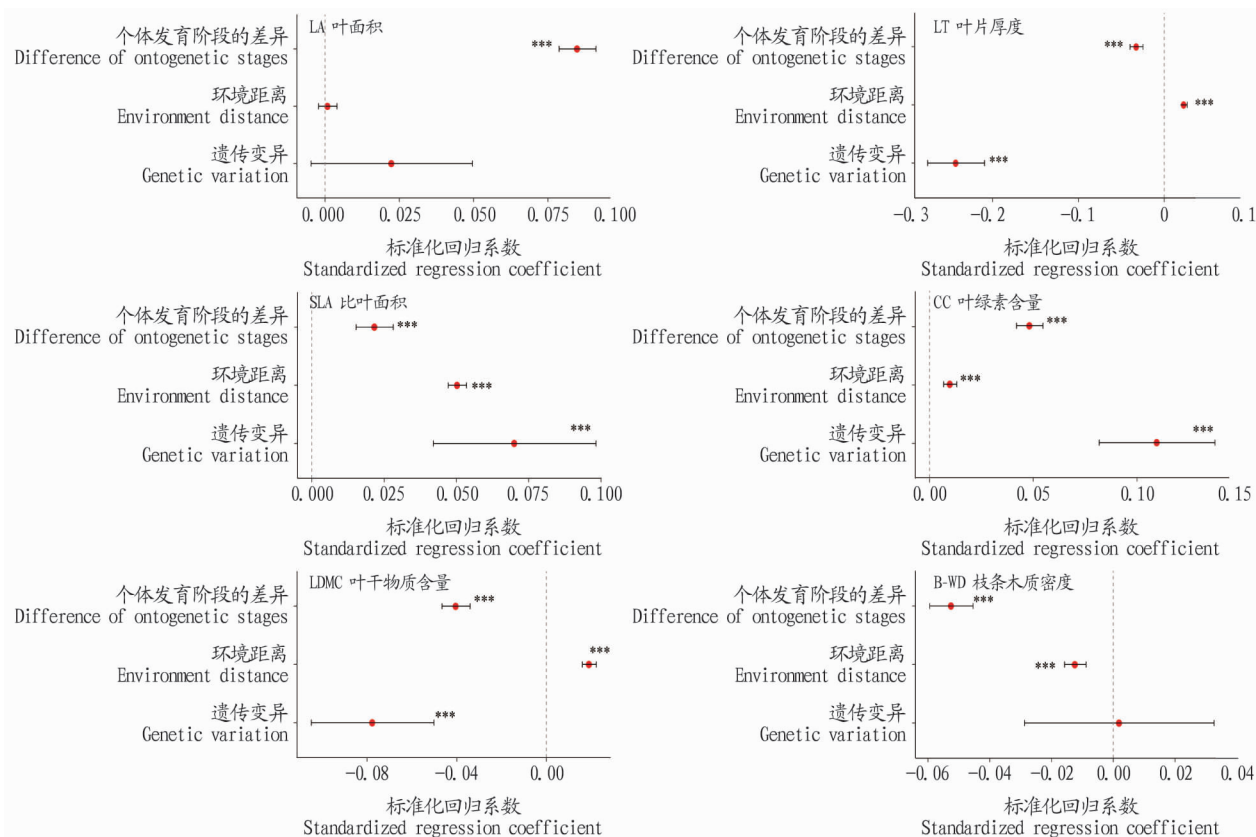 LA 叶面积
个体发育阶段的差异
***
Difference of ontogenetic stages
环境距离
Environment distance
遗传变异
Genetic variation
0.000 0.025 0.050 0.075 0.100
标准化回归系数
Standardized regression coefficient
LT 叶片厚度
个体发育阶段的差异
***
Difference of ontogenetic stages
环境距离
***
Environment distance
遗传变异
***
Genetic variation
-0.3 -0.2 -0.1 0 0.1
标准化回归系数
Standardized regression coefficient
SLA 比叶面积
个体发育阶段的差异
***
Difference of ontogenetic stages
环境距离
***
Environment distance
遗传变异
***
Genetic variation
0.000 0.025 0.050 0.075 0.100
标准化回归系数
Standardized regression coefficient
CC 叶绿素含量
个体发育阶段的差异
***
Difference of ontogenetic stages
环境距离
***
Environment distance
遗传变异
***
Genetic variation
0.00 0.05 0.10 0.15
标准化回归系数
Standardized regression coefficient
LDMC 叶干物质含量
个体发育阶段的差异
***
Difference of ontogenetic stages
环境距离
***
Environment distance
遗传变异
***
Genetic variation
-0.08 -0.04 0.00
标准化回归系数
Standardized regression coefficient
B-WD 枝条木质密度
个体发育阶段的差异
***
Difference of ontogenetic stages
环境距离
***
Environment distance
遗传变异
Genetic variation
-0.06 -0.04 -0.02 0.00 0.02 0.04
标准化回归系数
Standardized regression coefficient